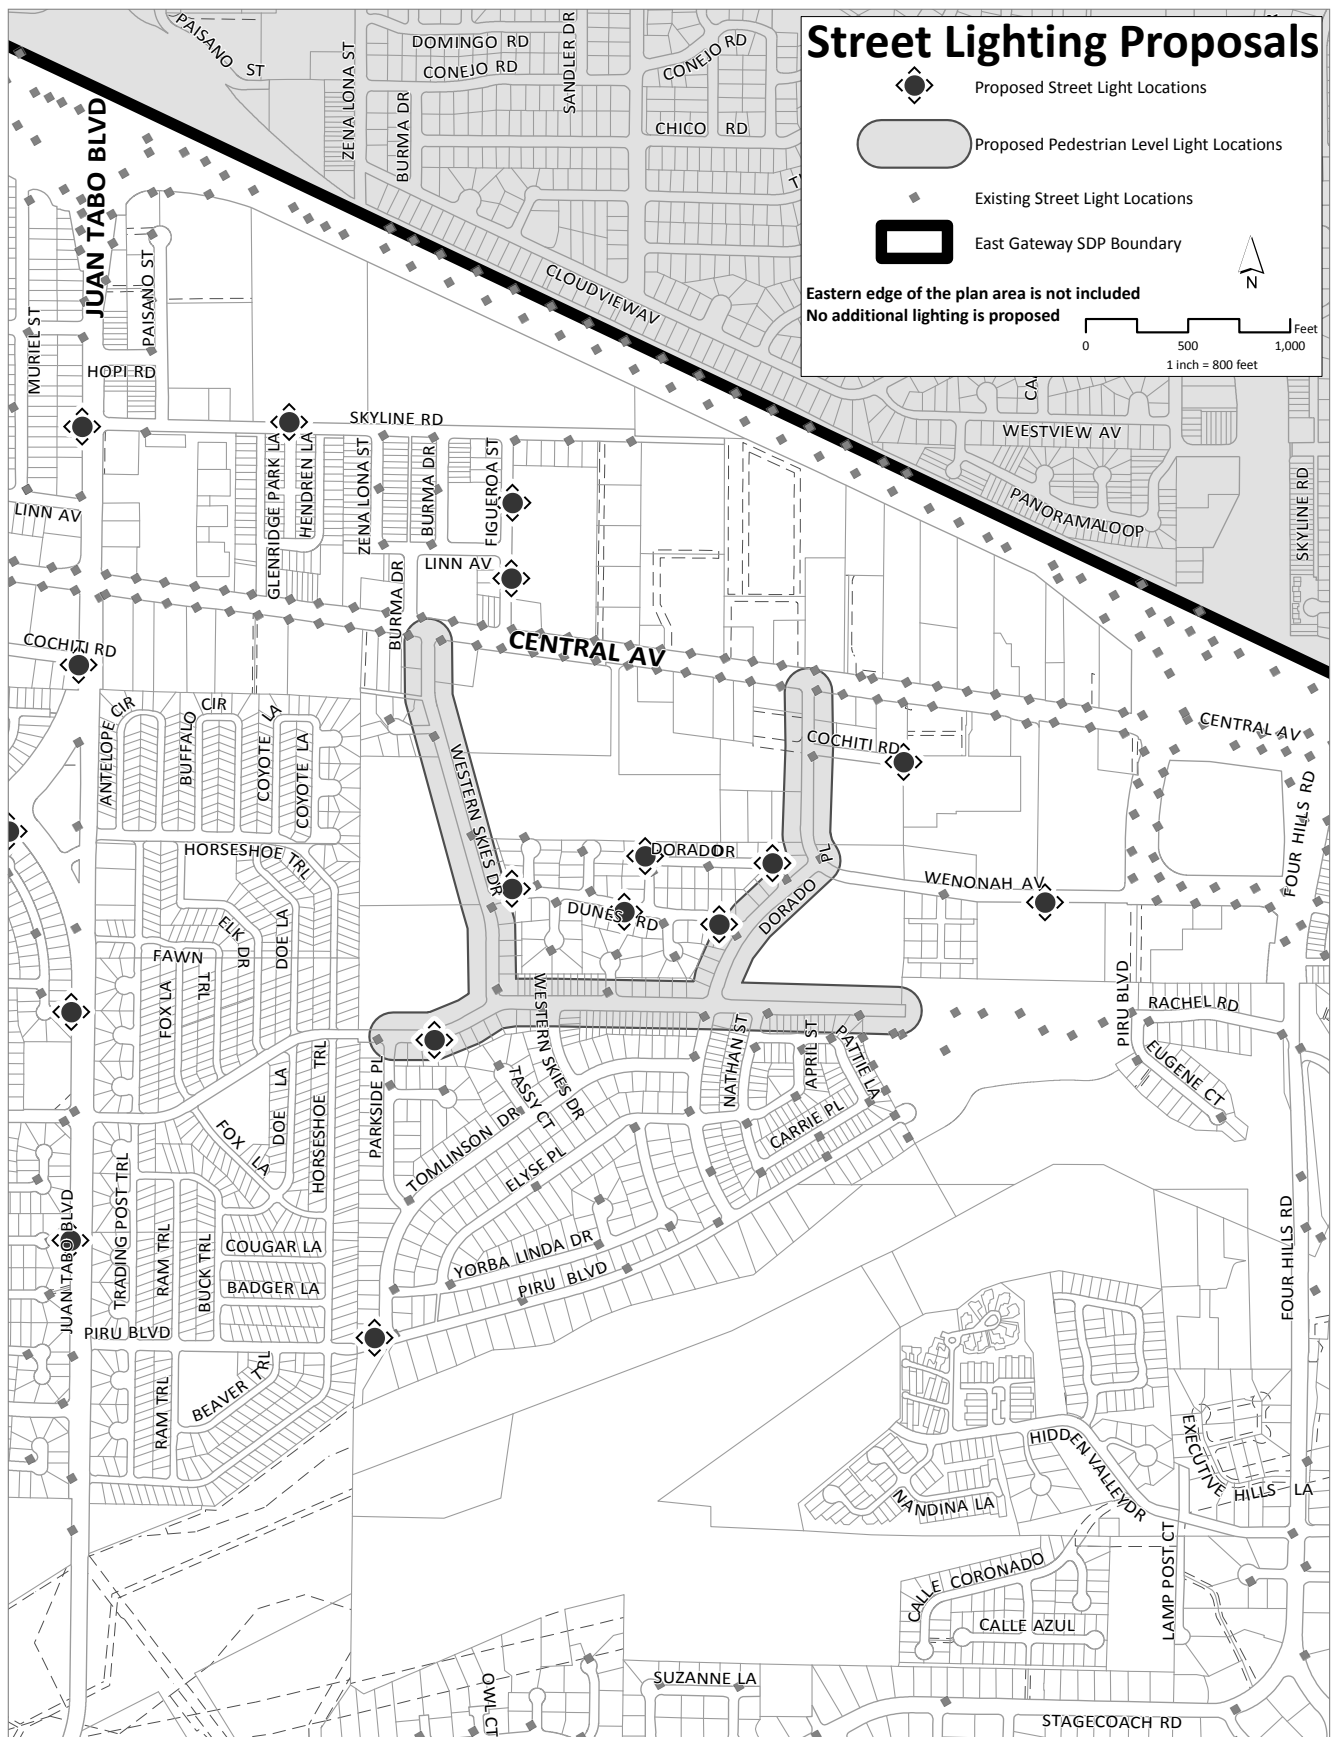 Street Lighting Proposals
Proposed Street Light Locations
Proposed Pedestrian Level Light Locations
Existing Street Light Locations
East Gateway SDP Boundary
N
Eastern edge of the plan area is not included
No additional lighting is proposed
Feet
0 500 1,000
1 inch = 800 feet
PAISANO ST
ZENA LONA ST
DOMINGO RD
CONEJO RD
SANDLER DR
CONEJO RD
BURMA DR
CHICO RD
JUAN TABO BLVD
PAISANO ST
MURIEL ST
HOPI RD
CLOUDVIEW AV
SKYLINE RD
WESTVIEW AV
PANORAMA LOOP
SKYLINE RD
LINN AV
GLENRIDGE PARK LA
HENDREN LA
ZENA LONA ST
BURMA DR
FIGUEROA ST
LINN AV
BURMA DR
CENTRAL AV
COCHITI RD
COCHITI RD
CENTRAL AV
ANTELOPE CIR
BUFFALO CIR
COYOTE LA
COYOTE LA
WESTERN SKIES DR
HORSESHOE TRL
DORADO DR
DORADO PL
DUNES RD
WENONAH AV
FOUR HILLS RD
ELK DR
DOE LA
FAWN TRL
FOX LA
WESTERN SKIES DR
NATHAN ST
APRIL ST
PATTIE LA
PIRU BLVD
RACHEL RD
EUGENE CT
TASSY CT
CARRIE PL
TOMLINSON DR
ELYSE PL
PARKSIDE PL
HORSESHOE TRL
DOE LA
FOX LA
YORBA LINDA DR
PIRU BLVD
JUAN TABO BLVD
TRADING POST TRL
RAM TRL
BUCK TRL
COUGAR LA
BADGER LA
FOUR HILLS RD
PIRU BLVD
RAM TRL
BEAVER TRL
HIDDEN VALLEY DR
EXECUTIVE HILLS LA
NANDINA LA
LAMP POST CT
CALLE CORONADO
CALLE AZUL
OWL CT
SUZANNE LA
STAGECOACH RD